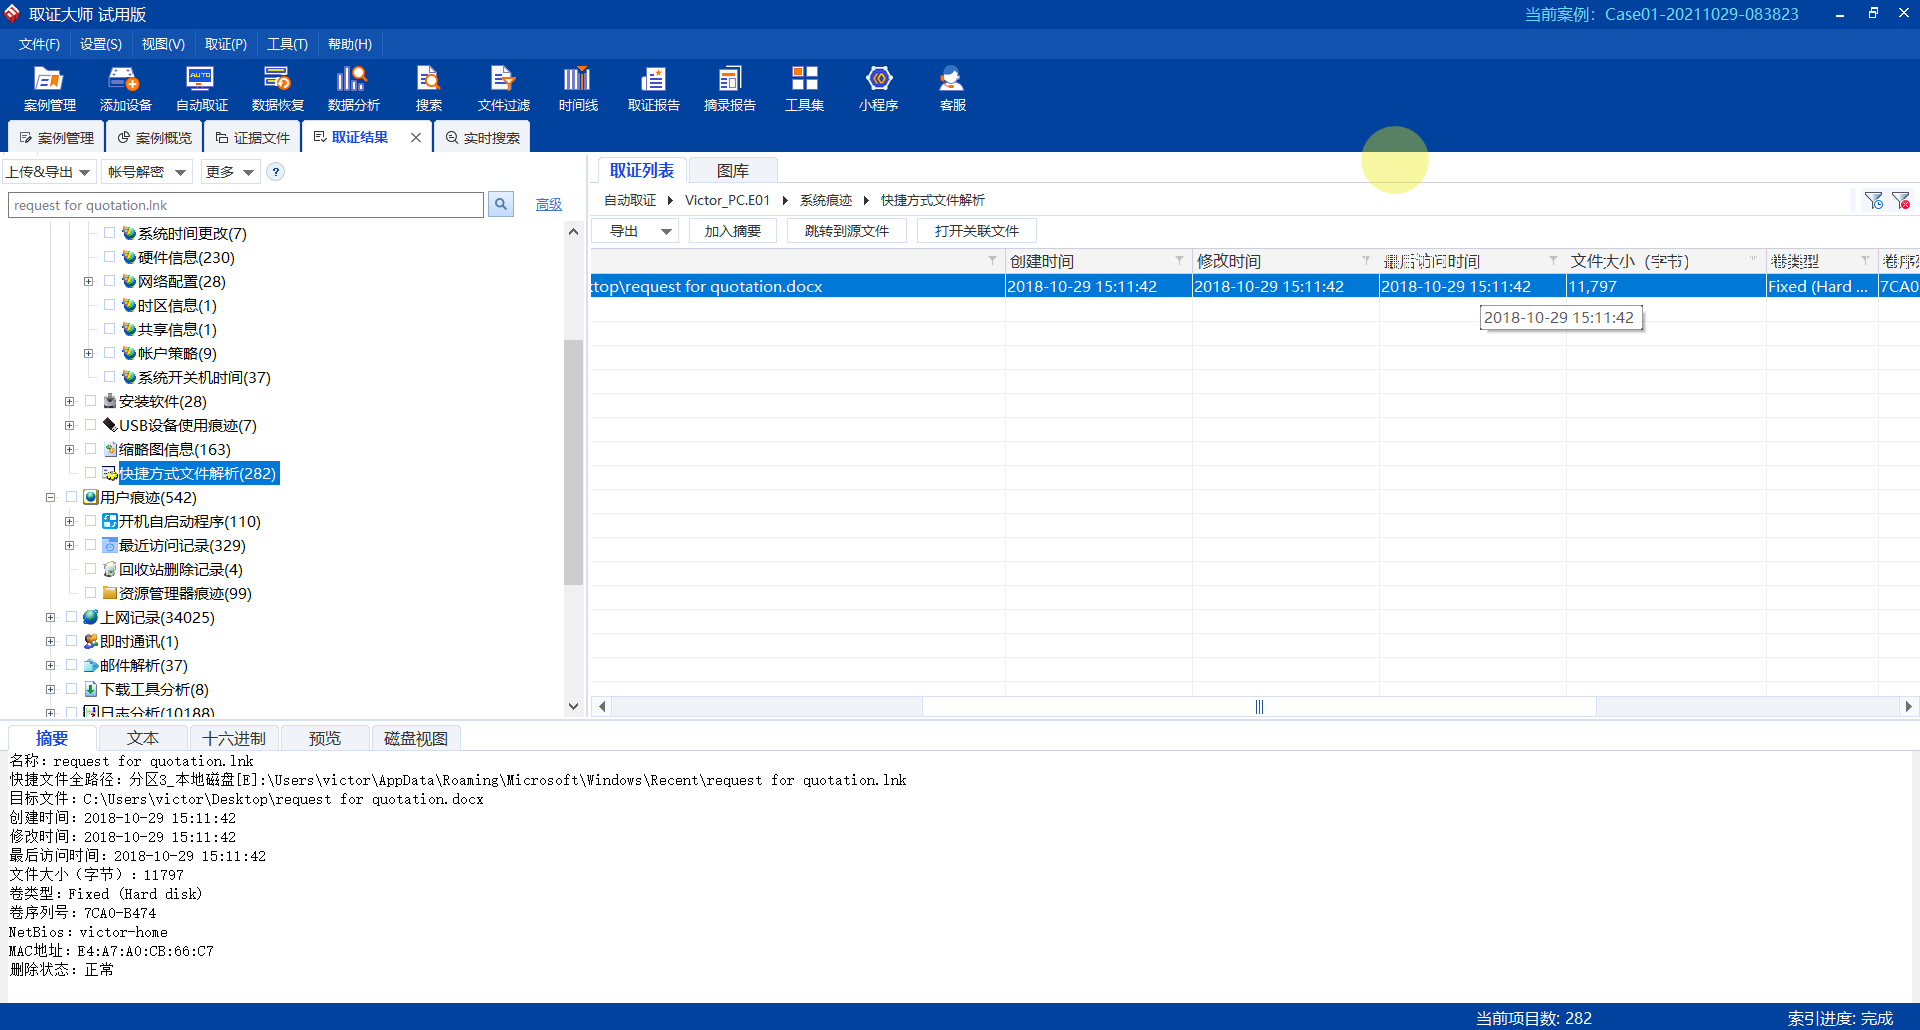 取证大师 试用版
当前案例: Case01-20211029-083823
文件(F) 设置(S) 视图(V) 取证(P) 工具(T) 帮助(H)
案例管理 添加设备 自动取证 数据恢复 数据分析 搜索 文件过滤 时间线 取证报告 摘录报告 工具集 小程序 客服
案例管理 案例概览 证据文件 取证结果 实时搜索
上传&导出 帐号解密 更多 ?
request for quotation.lnk 高级
系统时间更改(7)
硬件信息(230)
网络配置(28)
时区信息(1)
共享信息(1)
帐户策略(9)
系统开关机时间(37)
安装软件(28)
USB设备使用痕迹(7)
缩略图信息(163)
快捷方式文件解析(282)
用户痕迹(542)
开机自启动程序(110)
最近访问记录(329)
回收站删除记录(4)
资源管理器痕迹(99)
上网记录(34025)
即时通讯(1)
邮件解析(37)
下载工具分析(8)
日志分析(10188)
取证列表 图库
自动取证 Victor_PC.E01 系统痕迹 快捷方式文件解析
导出 加入摘要 跳转到源文件 打开关联文件
创建时间 修改时间 最后访问时间 文件大小（字节） 卷类型 卷序列
ktop\request for quotation.docx 2018-10-29 15:11:42 2018-10-29 15:11:42 2018-10-29 15:11:42 11,797 Fixed (Hard ... 7CA0
2018-10-29 15:11:42
摘要 文本 十六进制 预览 磁盘视图
名称: request for quotation.lnk
快捷文件全路径: 分区3_本地磁盘[E]:\Users\victor\AppData\Roaming\Microsoft\Windows\Recent\request for quotation.lnk
目标文件: C:\Users\victor\Desktop\request for quotation.docx
创建时间: 2018-10-29 15:11:42
修改时间: 2018-10-29 15:11:42
最后访问时间: 2018-10-29 15:11:42
文件大小（字节）: 11797
卷类型: Fixed (Hard disk)
卷序列号: 7CA0-B474
NetBios: victor-home
MAC地址: E4:A7:A0:CB:66:C7
删除状态: 正常
当前项目数: 282 索引进度: 完成